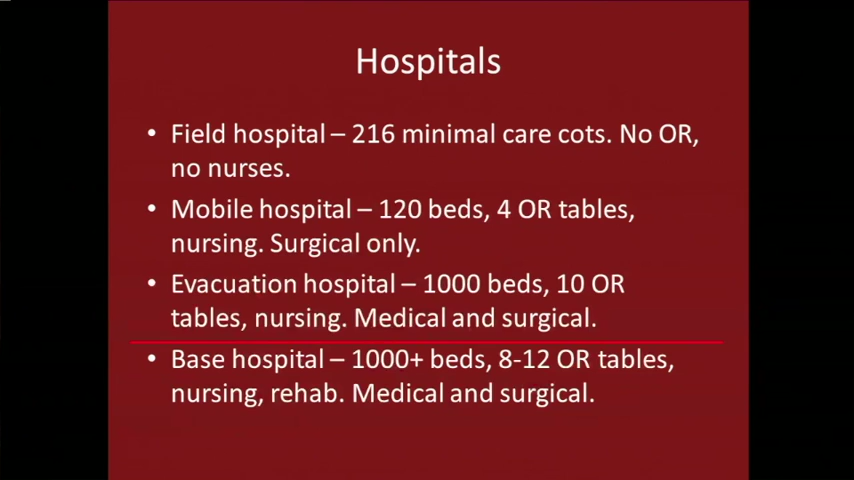 Hospitals
• Field hospital – 216 minimal care cots. No OR,
no nurses.
• Mobile hospital – 120 beds, 4 OR tables,
nursing. Surgical only.
• Evacuation hospital – 1000 beds, 10 OR
tables, nursing. Medical and surgical.
• Base hospital – 1000+ beds, 8-12 OR tables,
nursing, rehab. Medical and surgical.